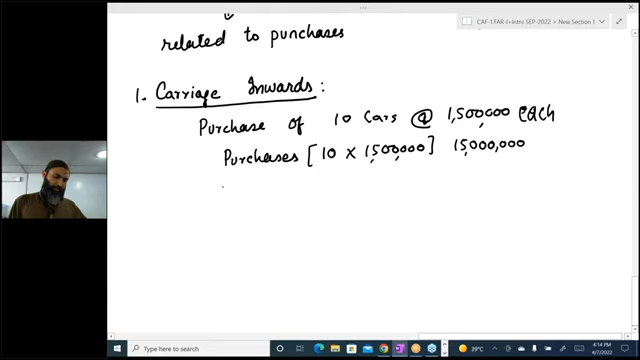 CAF-1 FAR-I+Intro SEP-2022 > New Section 1
related to purchases
1. Carriage Inwards :
Purchase of 10 Cars @ 1,500,000 each
Purchases [10 × 1,500,000] 15,000,000
Type here to search
39°C
4:14 PM
4/7/2022